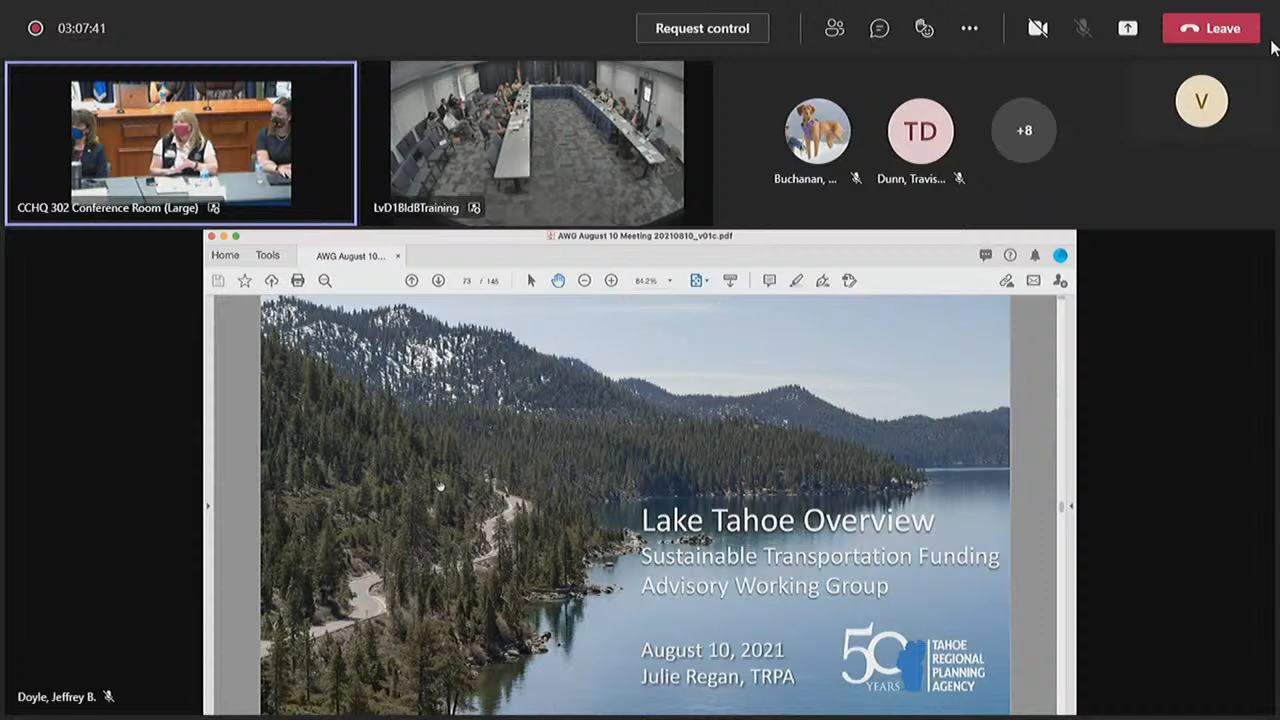 03:07:41
Request control
Leave
V
TD
+8
Buchanan, ...
Dunn, Travis...
CCHQ 302 Conference Room (Large)
LvD1BldBTraining
AWG August 10 Meeting 20210810_v01c.pdf
Home
Tools
AWG August 10...
73 / 146
84.2%
Lake Tahoe Overview
Sustainable Transportation Funding
Advisory Working Group
August 10, 2021
Julie Regan, TRPA
50
YEARS
TAHOE
REGIONAL
PLANNING
AGENCY
Doyle, Jeffrey B.